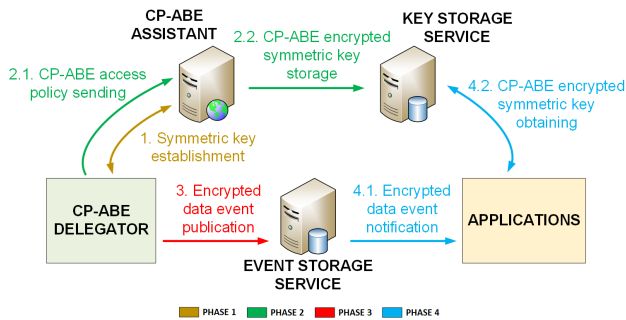 CP-ABE
ASSISTANT
2.2. CP-ABE encrypted
symmetric key
storage
KEY STORAGE
SERVICE
2.1. CP-ABE access
policy sending
4.2. CP-ABE encrypted
symmetric key
obtaining
1. Symmetric key
establishment
CP-ABE
DELEGATOR
3. Encrypted
data event
publication
4.1. Encrypted
data event
notification
APPLICATIONS
EVENT STORAGE
SERVICE
PHASE 1
PHASE 2
PHASE 3
PHASE 4